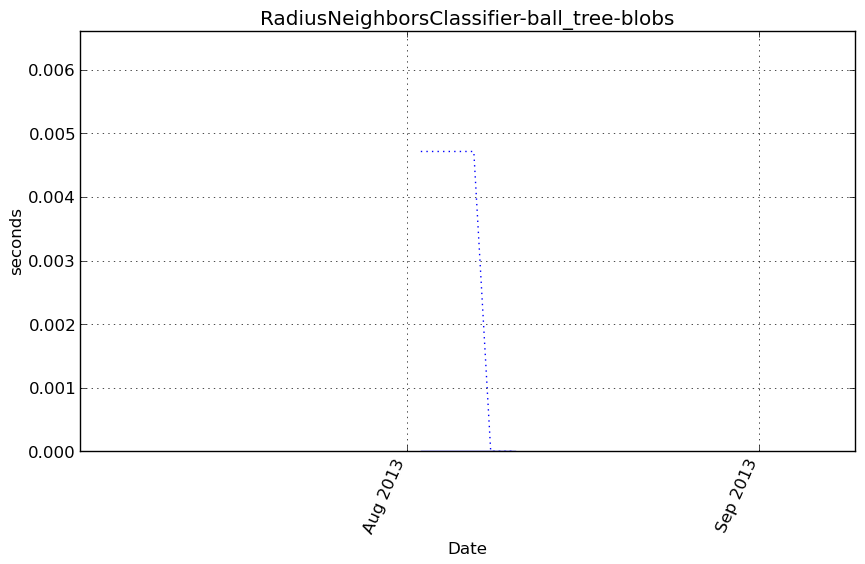 RadiusNeighborsClassifier-ball_tree-blobs
0.006
0.005
0.004
0.003
0.002
0.001
0.000
seconds
Aug 2013
Sep 2013
Date